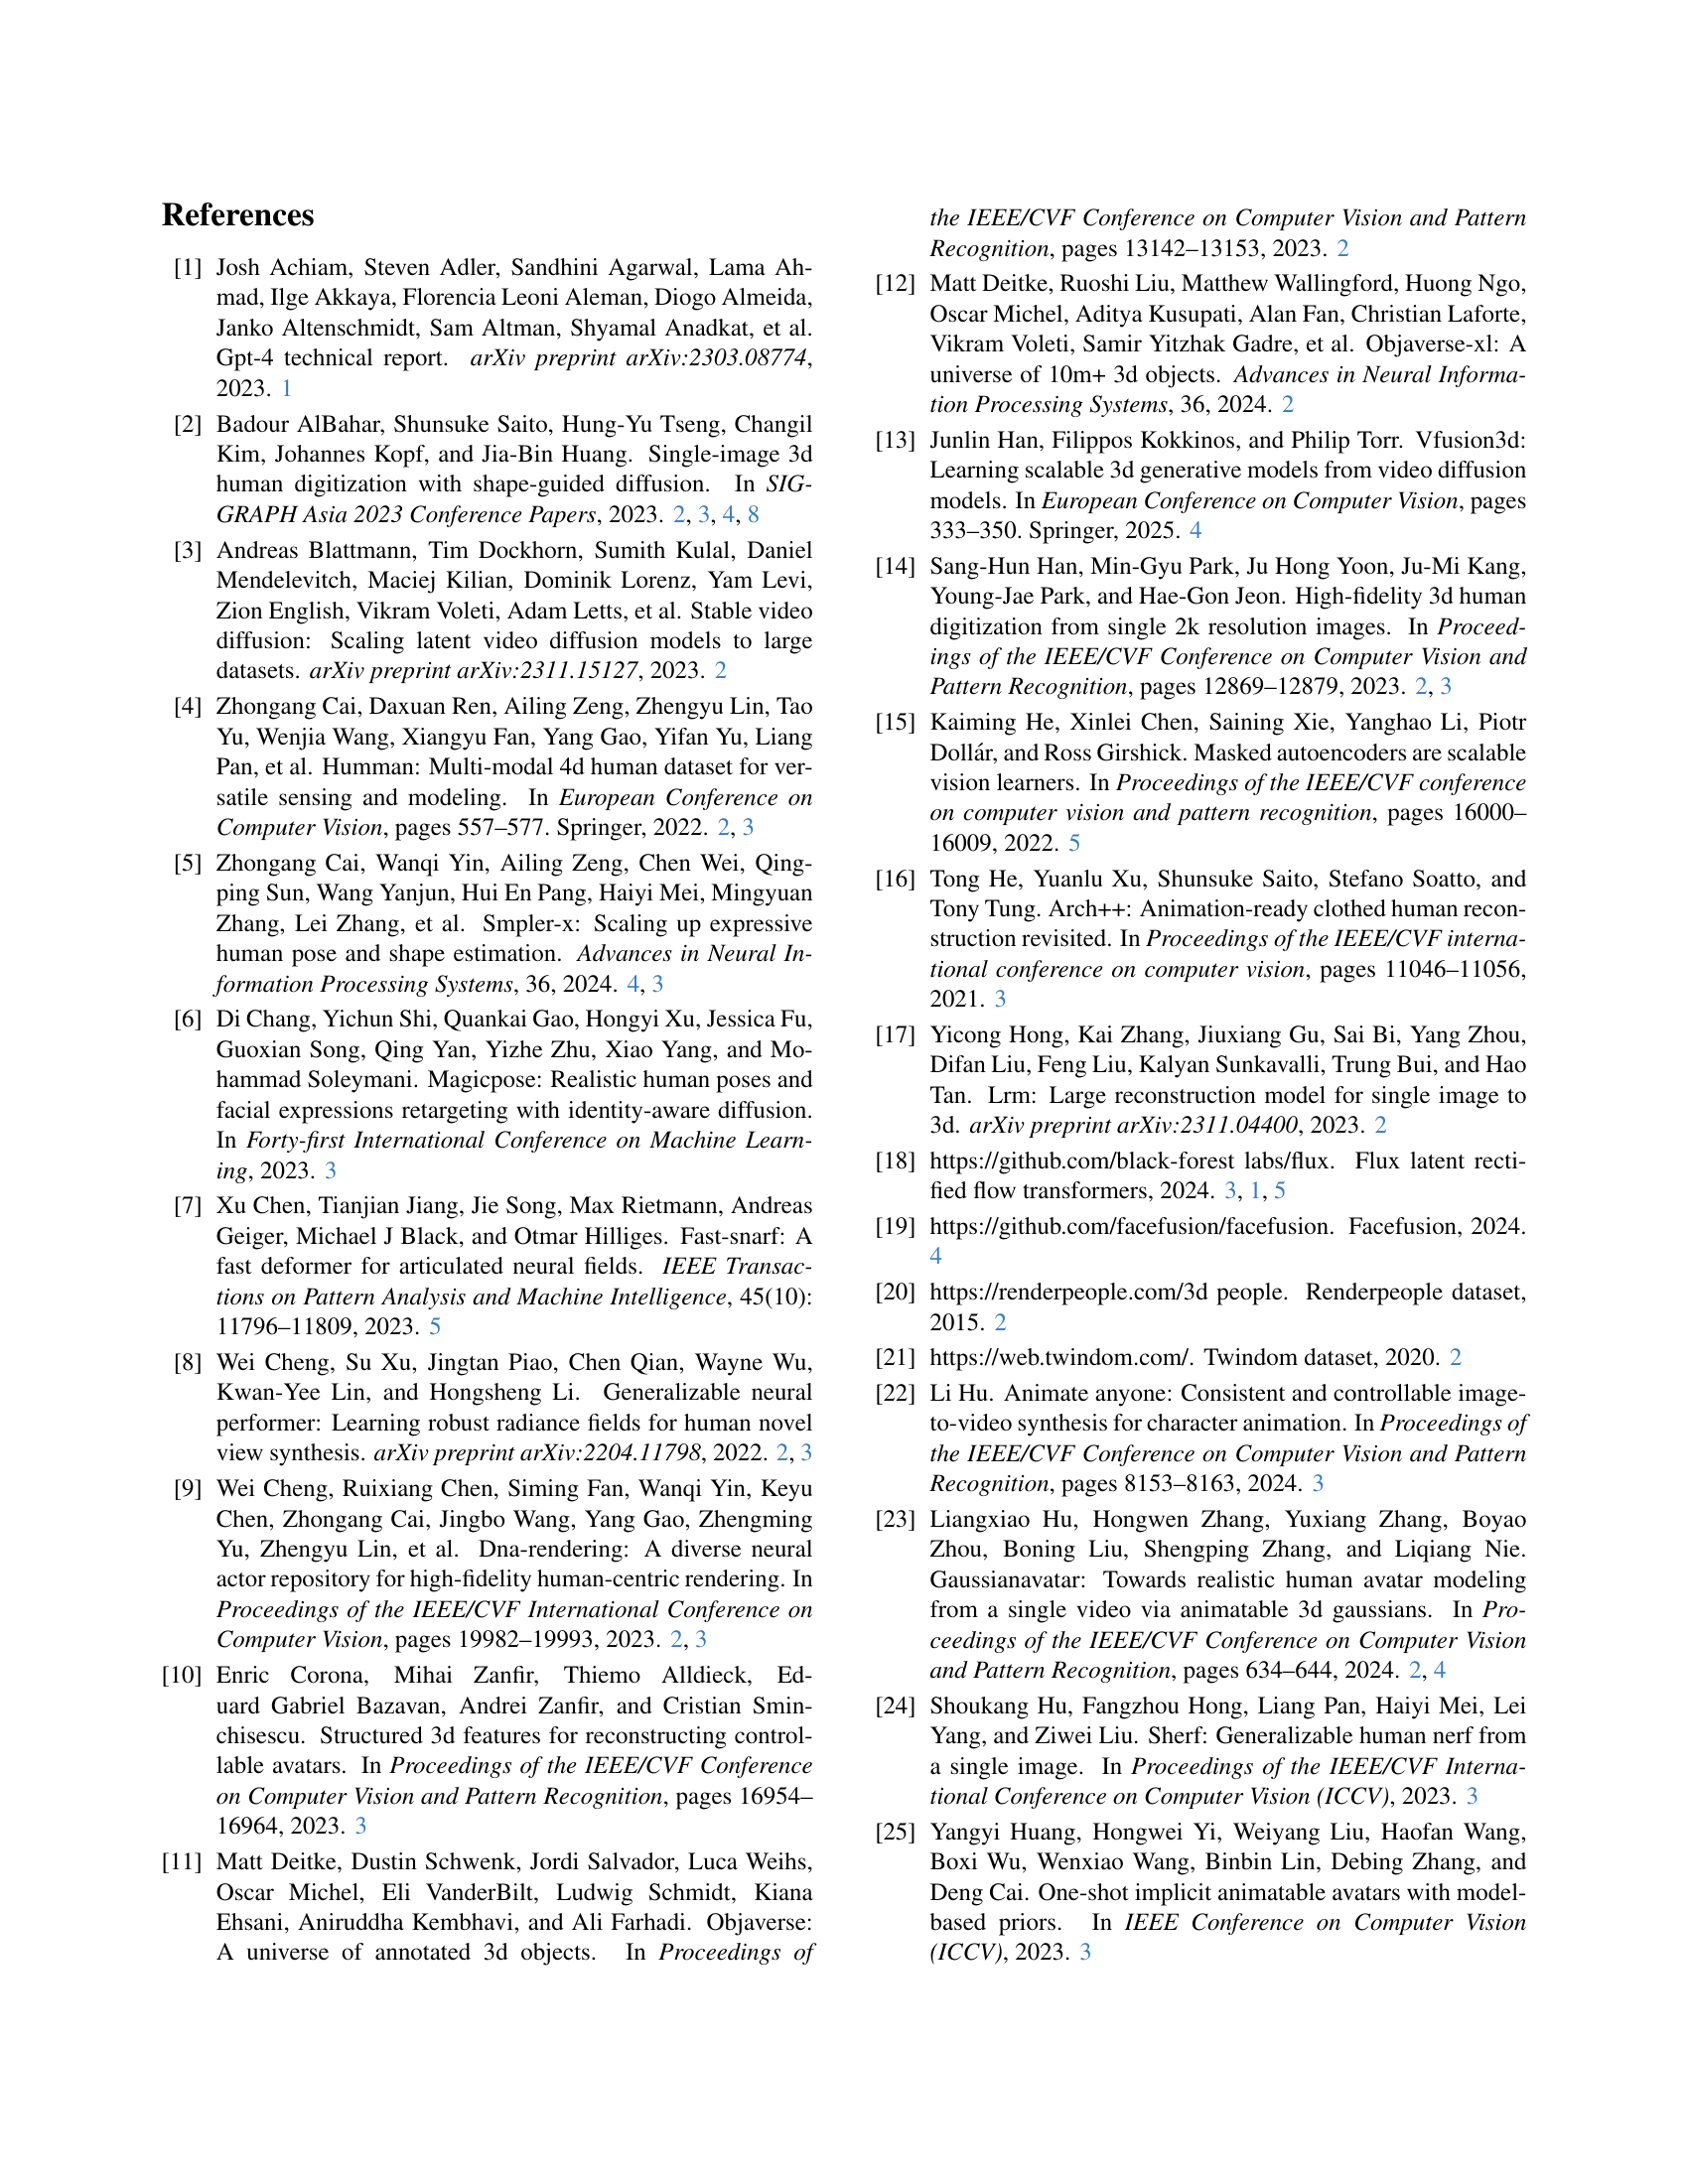 References
[1] Josh Achiam, Steven Adler, Sandhini Agarwal, Lama Ah-
mad, Ilge Akkaya, Florencia Leoni Aleman, Diogo Almeida,
Janko Altenschmidt, Sam Altman, Shyamal Anadkat, et al.
Gpt-4 technical report. arXiv preprint arXiv:2303.08774,
2023. 1
[2] Badour AlBahar, Shunsuke Saito, Hung-Yu Tseng, Changil
Kim, Johannes Kopf, and Jia-Bin Huang. Single-image 3d
human digitization with shape-guided diffusion. In SIG-
GRAPH Asia 2023 Conference Papers, 2023. 2, 3, 4, 8
[3] Andreas Blattmann, Tim Dockhorn, Sumith Kulal, Daniel
Mendelevitch, Maciej Kilian, Dominik Lorenz, Yam Levi,
Zion English, Vikram Voleti, Adam Letts, et al. Stable video
diffusion: Scaling latent video diffusion models to large
datasets. arXiv preprint arXiv:2311.15127, 2023. 2
[4] Zhongang Cai, Daxuan Ren, Ailing Zeng, Zhengyu Lin, Tao
Yu, Wenjia Wang, Xiangyu Fan, Yang Gao, Yifan Yu, Liang
Pan, et al. Humman: Multi-modal 4d human dataset for ver-
satile sensing and modeling. In European Conference on
Computer Vision, pages 557–577. Springer, 2022. 2, 3
[5] Zhongang Cai, Wanqi Yin, Ailing Zeng, Chen Wei, Qing-
ping Sun, Wang Yanjun, Hui En Pang, Haiyi Mei, Mingyuan
Zhang, Lei Zhang, et al. Smpler-x: Scaling up expressive
human pose and shape estimation. Advances in Neural In-
formation Processing Systems, 36, 2024. 4, 3
[6] Di Chang, Yichun Shi, Quankai Gao, Hongyi Xu, Jessica Fu,
Guoxian Song, Qing Yan, Yizhe Zhu, Xiao Yang, and Mo-
hammad Soleymani. Magicpose: Realistic human poses and
facial expressions retargeting with identity-aware diffusion.
In Forty-first International Conference on Machine Learn-
ing, 2023. 3
[7] Xu Chen, Tianjian Jiang, Jie Song, Max Rietmann, Andreas
Geiger, Michael J Black, and Otmar Hilliges. Fast-snarf: A
fast deformer for articulated neural fields. IEEE Transac-
tions on Pattern Analysis and Machine Intelligence, 45(10):
11796–11809, 2023. 5
[8] Wei Cheng, Su Xu, Jingtan Piao, Chen Qian, Wayne Wu,
Kwan-Yee Lin, and Hongsheng Li. Generalizable neural
performer: Learning robust radiance fields for human novel
view synthesis. arXiv preprint arXiv:2204.11798, 2022. 2, 3
[9] Wei Cheng, Ruixiang Chen, Siming Fan, Wanqi Yin, Keyu
Chen, Zhongang Cai, Jingbo Wang, Yang Gao, Zhengming
Yu, Zhengyu Lin, et al. Dna-rendering: A diverse neural
actor repository for high-fidelity human-centric rendering. In
Proceedings of the IEEE/CVF International Conference on
Computer Vision, pages 19982–19993, 2023. 2, 3
[10] Enric Corona, Mihai Zanfir, Thiemo Alldieck, Ed-
uard Gabriel Bazavan, Andrei Zanfir, and Cristian Smin-
chisescu. Structured 3d features for reconstructing control-
lable avatars. In Proceedings of the IEEE/CVF Conference
on Computer Vision and Pattern Recognition, pages 16954–
16964, 2023. 3
[11] Matt Deitke, Dustin Schwenk, Jordi Salvador, Luca Weihs,
Oscar Michel, Eli VanderBilt, Ludwig Schmidt, Kiana
Ehsani, Aniruddha Kembhavi, and Ali Farhadi. Objaverse:
A universe of annotated 3d objects. In Proceedings of
the IEEE/CVF Conference on Computer Vision and Pattern
Recognition, pages 13142–13153, 2023. 2
[12] Matt Deitke, Ruoshi Liu, Matthew Wallingford, Huong Ngo,
Oscar Michel, Aditya Kusupati, Alan Fan, Christian Laforte,
Vikram Voleti, Samir Yitzhak Gadre, et al. Objaverse-xl: A
universe of 10m+ 3d objects. Advances in Neural Informa-
tion Processing Systems, 36, 2024. 2
[13] Junlin Han, Filippos Kokkinos, and Philip Torr. Vfusion3d:
Learning scalable 3d generative models from video diffusion
models. In European Conference on Computer Vision, pages
333–350. Springer, 2025. 4
[14] Sang-Hun Han, Min-Gyu Park, Ju Hong Yoon, Ju-Mi Kang,
Young-Jae Park, and Hae-Gon Jeon. High-fidelity 3d human
digitization from single 2k resolution images. In Proceed-
ings of the IEEE/CVF Conference on Computer Vision and
Pattern Recognition, pages 12869–12879, 2023. 2, 3
[15] Kaiming He, Xinlei Chen, Saining Xie, Yanghao Li, Piotr
Dollár, and Ross Girshick. Masked autoencoders are scalable
vision learners. In Proceedings of the IEEE/CVF conference
on computer vision and pattern recognition, pages 16000–
16009, 2022. 5
[16] Tong He, Yuanlu Xu, Shunsuke Saito, Stefano Soatto, and
Tony Tung. Arch++: Animation-ready clothed human recon-
struction revisited. In Proceedings of the IEEE/CVF interna-
tional conference on computer vision, pages 11046–11056,
2021. 3
[17] Yicong Hong, Kai Zhang, Jiuxiang Gu, Sai Bi, Yang Zhou,
Difan Liu, Feng Liu, Kalyan Sunkavalli, Trung Bui, and Hao
Tan. Lrm: Large reconstruction model for single image to
3d. arXiv preprint arXiv:2311.04400, 2023. 2
[18] https://github.com/black-forest labs/flux. Flux latent recti-
fied flow transformers, 2024. 3, 1, 5
[19] https://github.com/facefusion/facefusion. Facefusion, 2024.
4
[20] https://renderpeople.com/3d people. Renderpeople dataset,
2015. 2
[21] https://web.twindom.com/. Twindom dataset, 2020. 2
[22] Li Hu. Animate anyone: Consistent and controllable image-
to-video synthesis for character animation. In Proceedings of
the IEEE/CVF Conference on Computer Vision and Pattern
Recognition, pages 8153–8163, 2024. 3
[23] Liangxiao Hu, Hongwen Zhang, Yuxiang Zhang, Boyao
Zhou, Boning Liu, Shengping Zhang, and Liqiang Nie.
Gaussianavatar: Towards realistic human avatar modeling
from a single video via animatable 3d gaussians. In Pro-
ceedings of the IEEE/CVF Conference on Computer Vision
and Pattern Recognition, pages 634–644, 2024. 2, 4
[24] Shoukang Hu, Fangzhou Hong, Liang Pan, Haiyi Mei, Lei
Yang, and Ziwei Liu. Sherf: Generalizable human nerf from
a single image. In Proceedings of the IEEE/CVF Interna-
tional Conference on Computer Vision (ICCV), 2023. 3
[25] Yangyi Huang, Hongwei Yi, Weiyang Liu, Haofan Wang,
Boxi Wu, Wenxiao Wang, Binbin Lin, Debing Zhang, and
Deng Cai. One-shot implicit animatable avatars with model-
based priors. In IEEE Conference on Computer Vision
(ICCV), 2023. 3